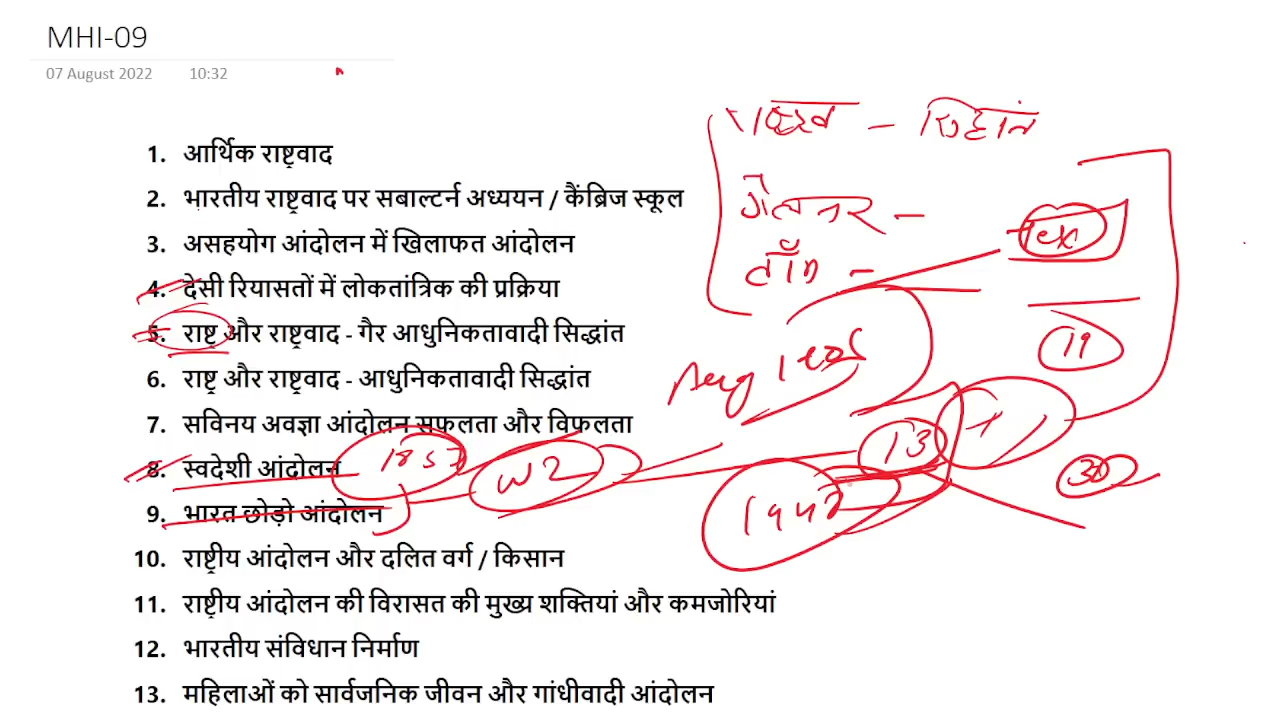 MHI-09
07 August 2022 10:32
1. आर्थिक राष्ट्रवाद
2. भारतीय राष्ट्रवाद पर सबाल्टर्न अध्ययन / कैंब्रिज स्कूल
3. असहयोग आंदोलन में खिलाफत आंदोलन
4. देसी रियासतों में लोकतांत्रिक की प्रक्रिया
5. राष्ट्र और राष्ट्रवाद - गैर आधुनिकतावादी सिद्धांत
6. राष्ट्र और राष्ट्रवाद - आधुनिकतावादी सिद्धांत
7. सविनय अवज्ञा आंदोलन सफलता और विफलता
8. स्वदेशी आंदोलन
9. भारत छोड़ो आंदोलन
10. राष्ट्रीय आंदोलन और दलित वर्ग / किसान
11. राष्ट्रीय आंदोलन की विरासत की मुख्य शक्तियां और कमजोरियां
12. भारतीय संविधान निर्माण
13. महिलाओं को सार्वजनिक जीवन और गांधीवादी आंदोलन
सिद्धांत
गेलनर -
19
1857
W2
13
30